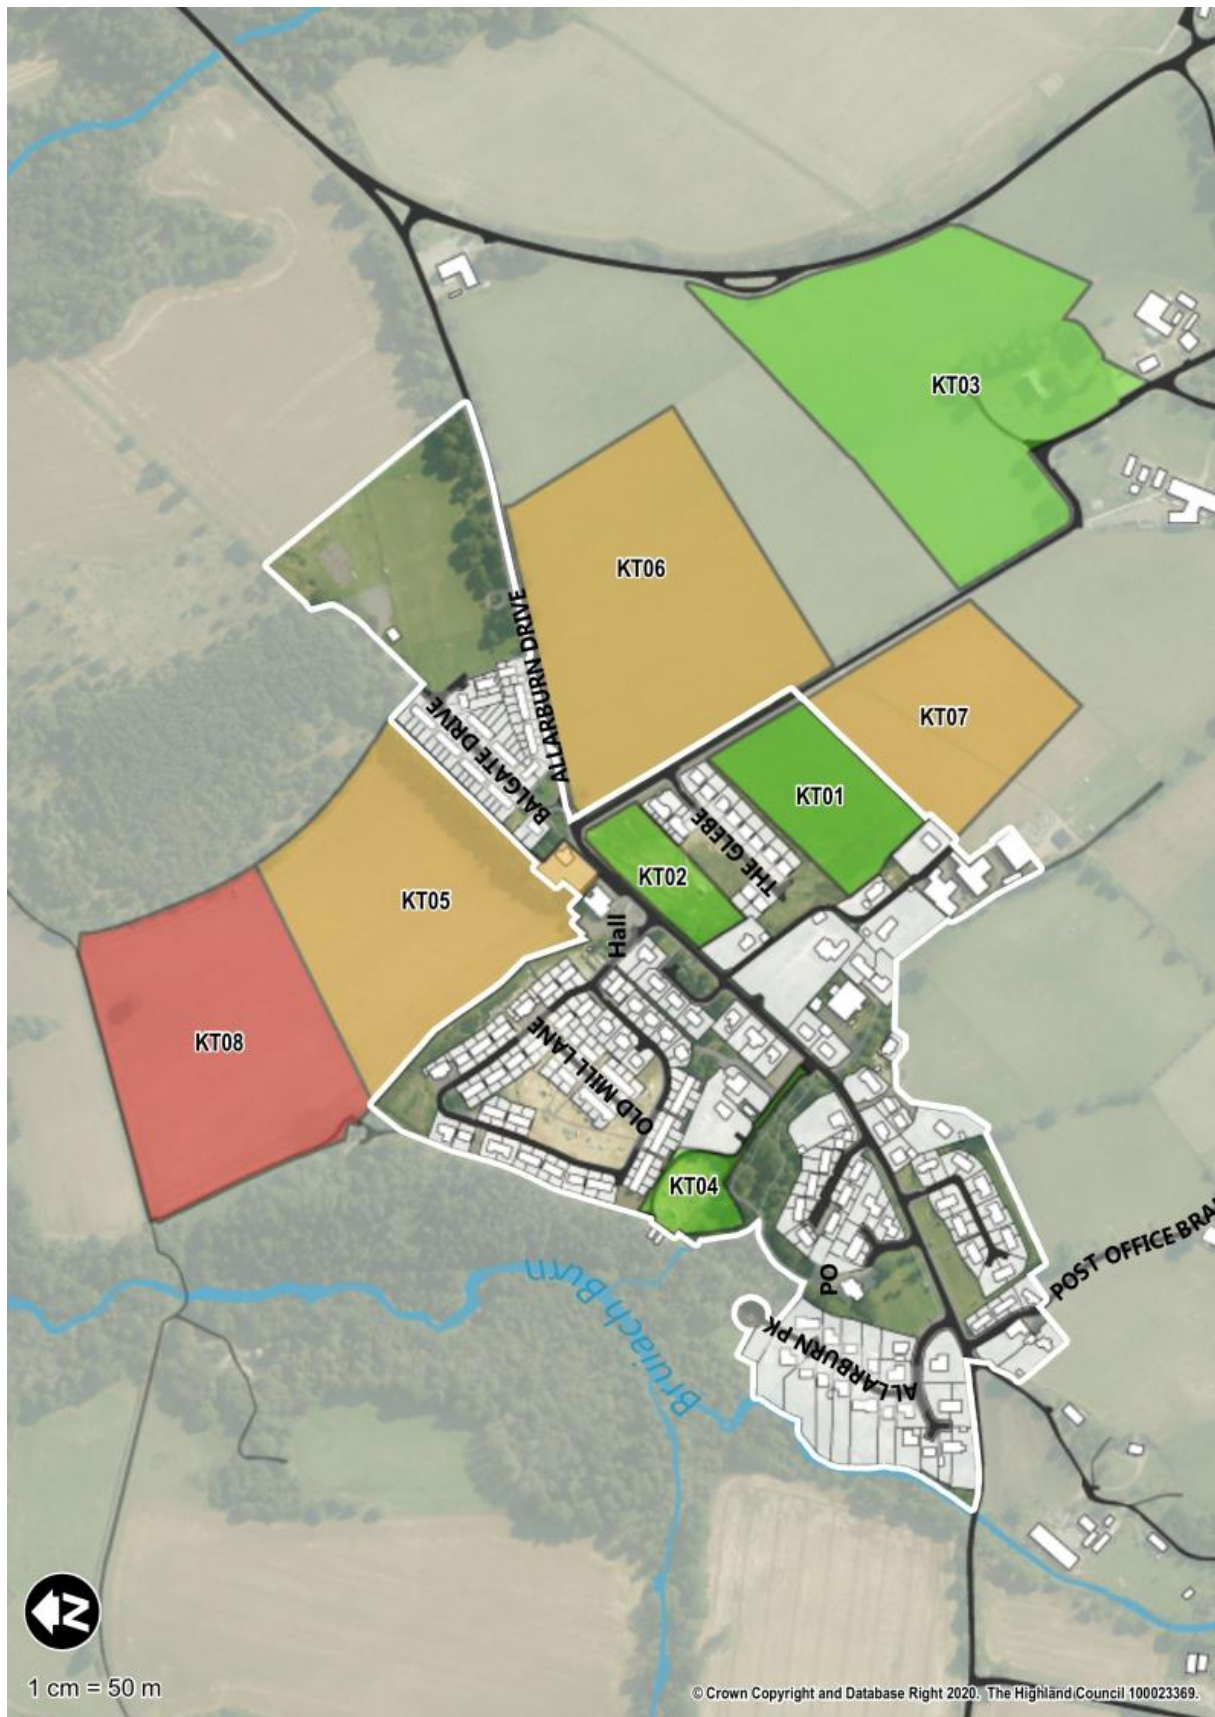 KT03
KT06
ALLARBURN DRIVE
BALGATE DRIVE
KT07
KT01
THE GLEBE
KT02
KT05
Hall
KT08
OLD MILL LANE
KT04
PO
POST OFFICE BRA
Bruiach Burn
ALLARBURN PK
N
1 cm = 50 m
© Crown Copyright and Database Right 2020. The Highland Council 100023369.